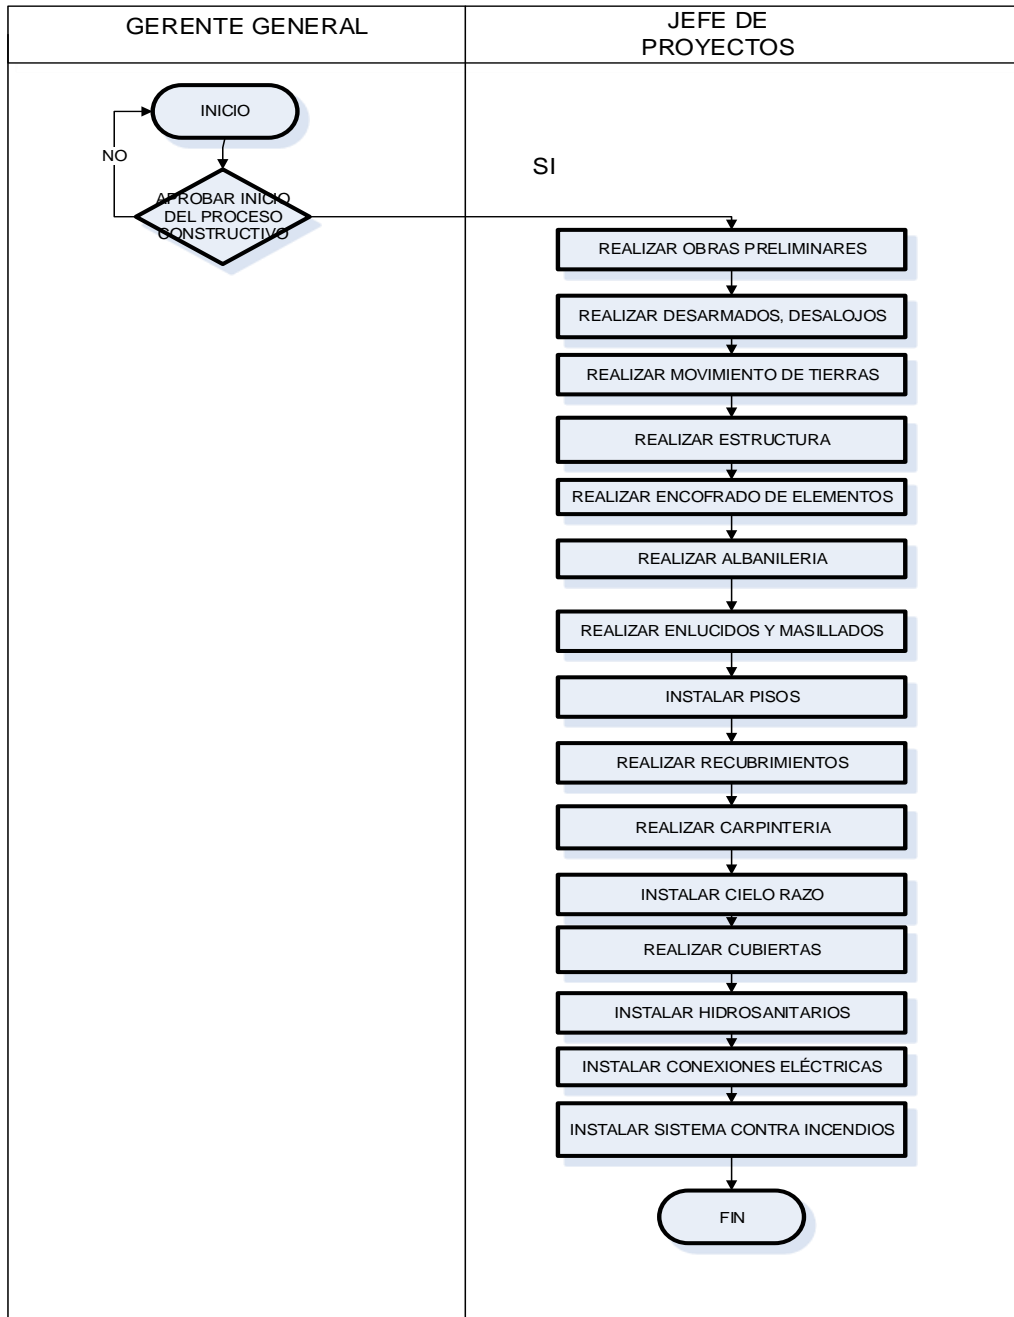 GERENTE GENERAL
JEFE DE
PROYECTOS
INICIO
NO
APROBAR INICIO
DEL PROCESO
CONSTRUCTIVO
SI
REALIZAR OBRAS PRELIMINARES
REALIZAR DESARMADOS, DESALOJOS
REALIZAR MOVIMIENTO DE TIERRAS
REALIZAR ESTRUCTURA
REALIZAR ENCOFRADO DE ELEMENTOS
REALIZAR ALBANILERIA
REALIZAR ENLUCIDOS Y MASILLADOS
INSTALAR PISOS
REALIZAR RECUBRIMIENTOS
REALIZAR CARPINTERIA
INSTALAR CIELO RAZO
REALIZAR CUBIERTAS
INSTALAR HIDROSANITARIOS
INSTALAR CONEXIONES ELÉCTRICAS
INSTALAR SISTEMA CONTRA INCENDIOS
FIN